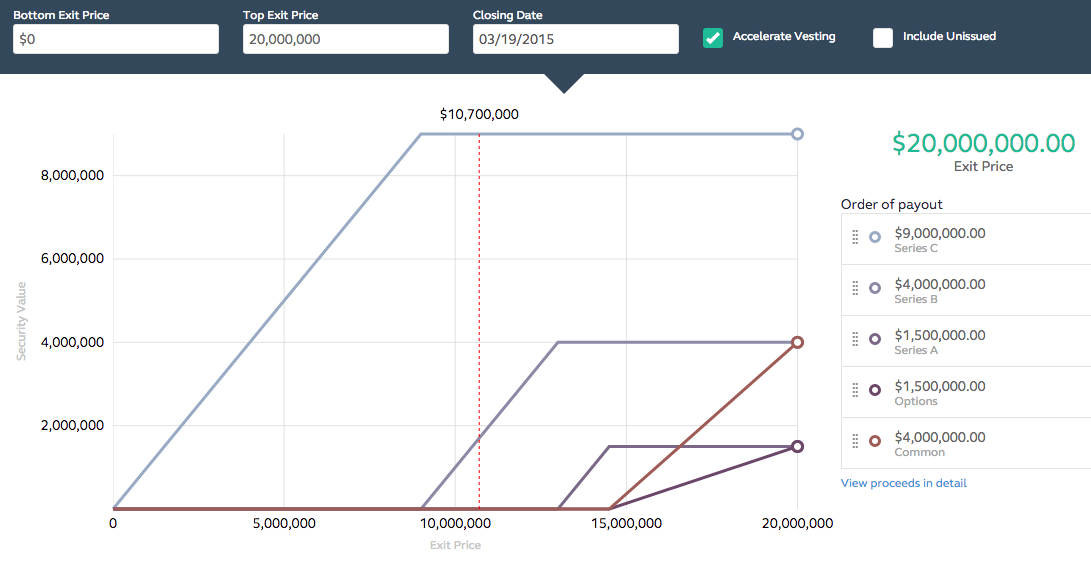 Bottom Exit Price
$0
Top Exit Price
20,000,000
Closing Date
03/19/2015
Accelerate Vesting
Include Unissued
$10,700,000
8,000,000
6,000,000
4,000,000
2,000,000
Security Value
0
5,000,000
10,000,000
15,000,000
20,000,000
Exit Price
$20,000,000.00
Exit Price
Order of payout
$9,000,000.00
Series C
$4,000,000.00
Series B
$1,500,000.00
Series A
$1,500,000.00
Options
$4,000,000.00
Common
View proceeds in detail